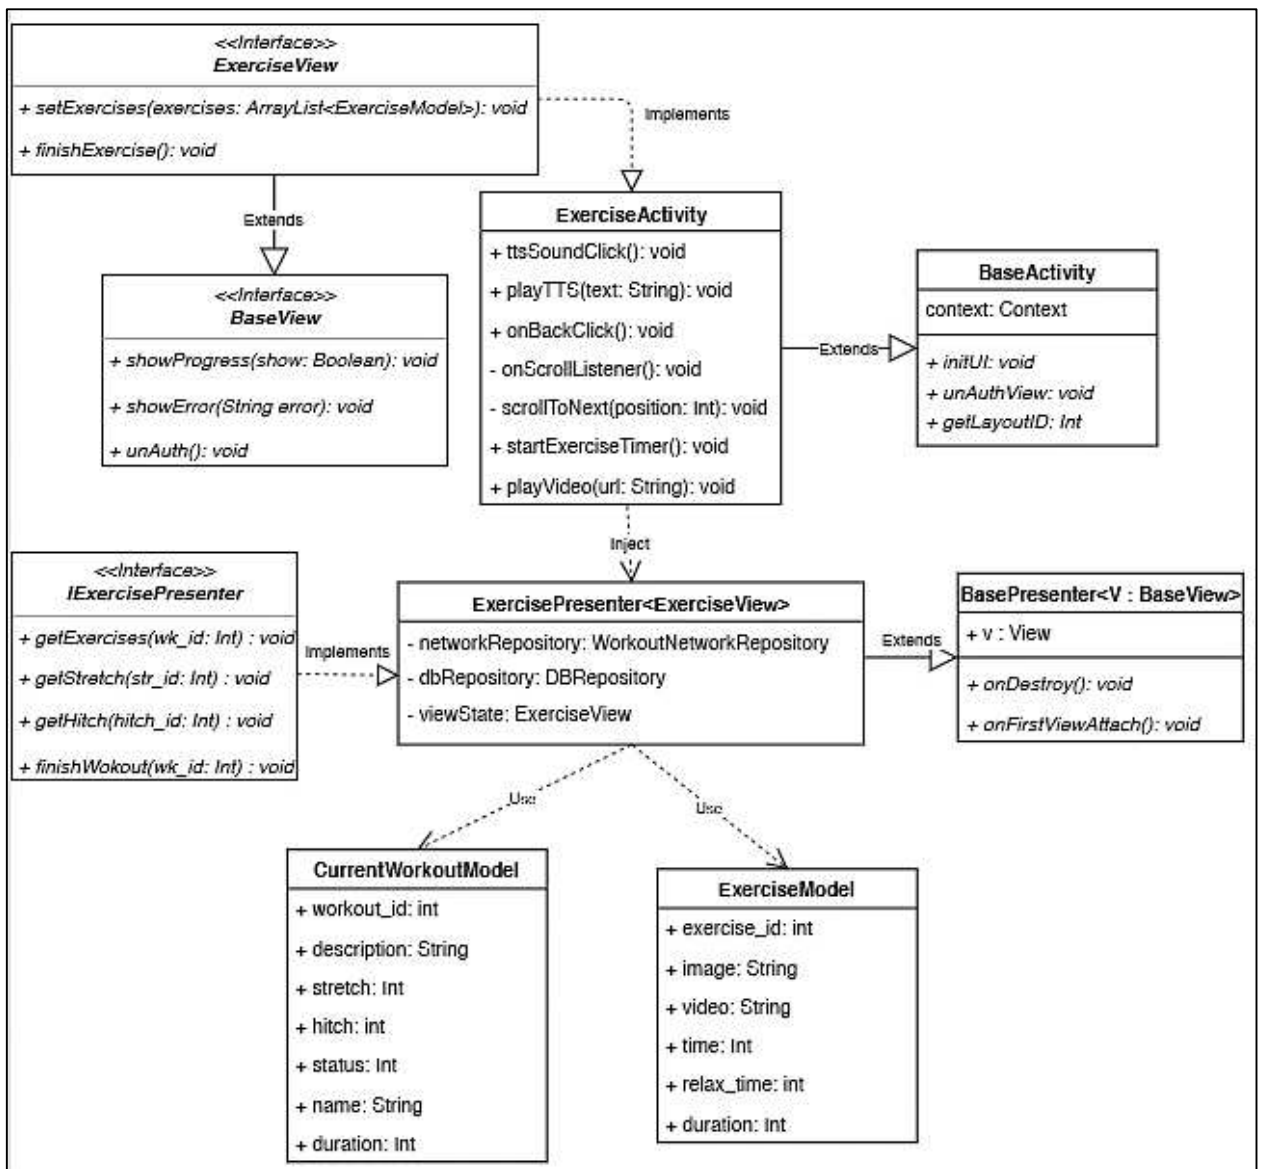 <<Interface>>
ExerciseView
+ setExercises(exercises: ArrayList<ExerciseModel>): void
+ finishExercise(): void
Implements
Extends
<<Interface>>
BaseView
+ showProgress(show: Boolean): void
+ showError(String error): void
+ unAuth(): void
ExerciseActivity
+ ttsSoundClick(): void
+ playTTS(text: String): void
+ onBackClick(): void
- onScrollListener(): void
- scrollToNext(position: Int): void
+ startExerciseTimer(): void
+ playVideo(url: String): void
Extends
BaseActivity
context: Context
+ initUI: void
+ unAuthView: void
+ getLayoutID: Int
Inject
<<Interface>>
IExercisePresenter
+ getExercises(wk_id: Int) : void
+ getStretch(str_id: Int) : void
+ getHitch(hitch_id: Int) : void
+ finishWokout(wk_id: Int) : void
Implements
ExercisePresenter<ExerciseView>
- networkRepository: WorkoutNetworkRepository
- dbRepository: DBRepository
- viewState: ExerciseView
Extends
BasePresenter<V : BaseView>
+ v : View
+ onDestroy(): void
+ onFirstViewAttach(): void
Use
Use
CurrentWorkoutModel
+ workout_id: int
+ description: String
+ stretch: Int
+ hitch: int
+ status: Int
+ name: String
+ duration: Int
ExerciseModel
+ exercise_id: int
+ image: String
+ video: String
+ time: Int
+ relax_time: int
+ duration: Int